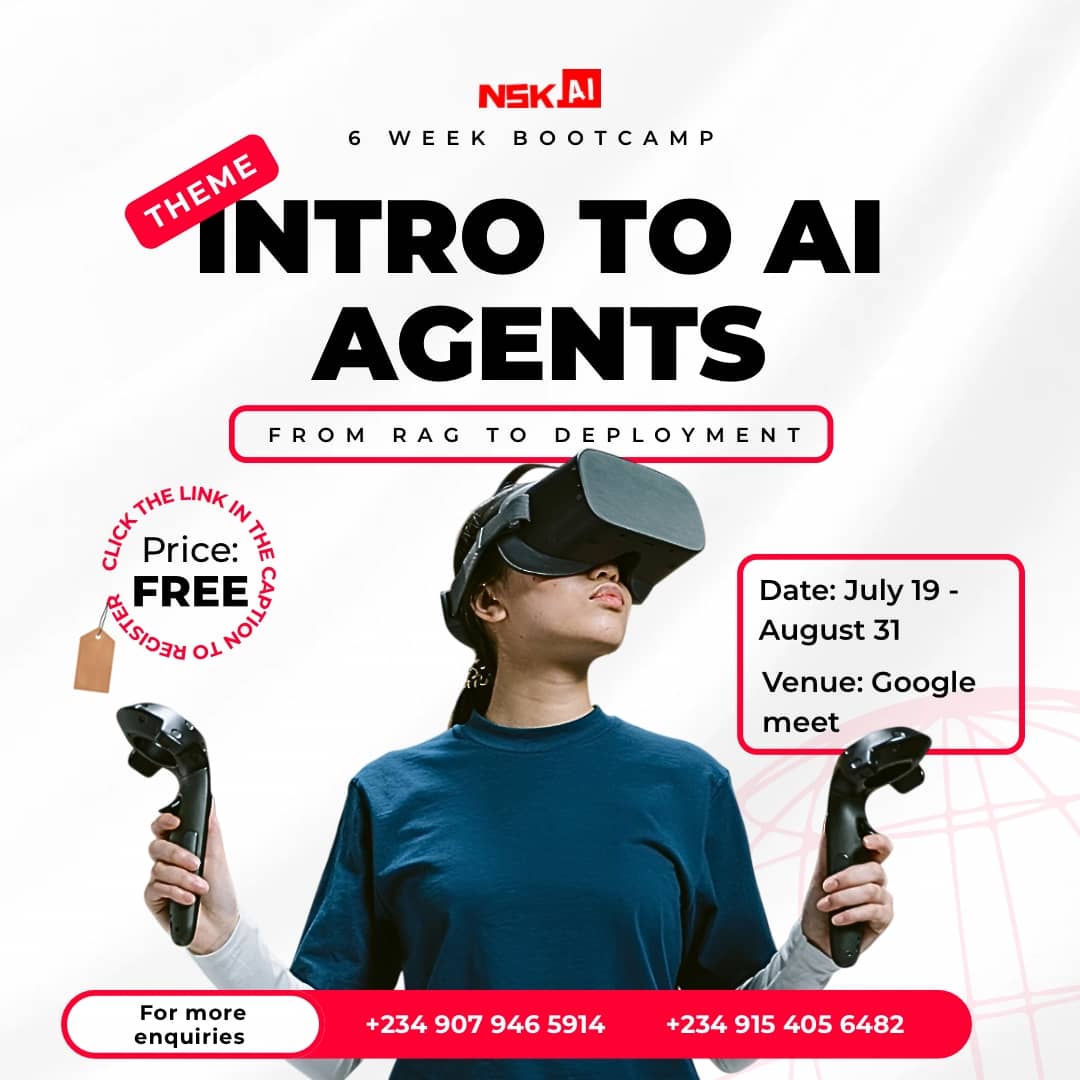 NSK.AI
6 WEEK BOOTCAMP
THEME
INTRO TO AI
AGENTS
FROM RAG TO DEPLOYMENT
CLICK THE LINK IN THE CAPTION TO REGISTER
Price:
FREE
Date: July 19 -
August 31
Venue: Google
meet
For more
enquiries
+234 907 946 5914
+234 915 405 6482